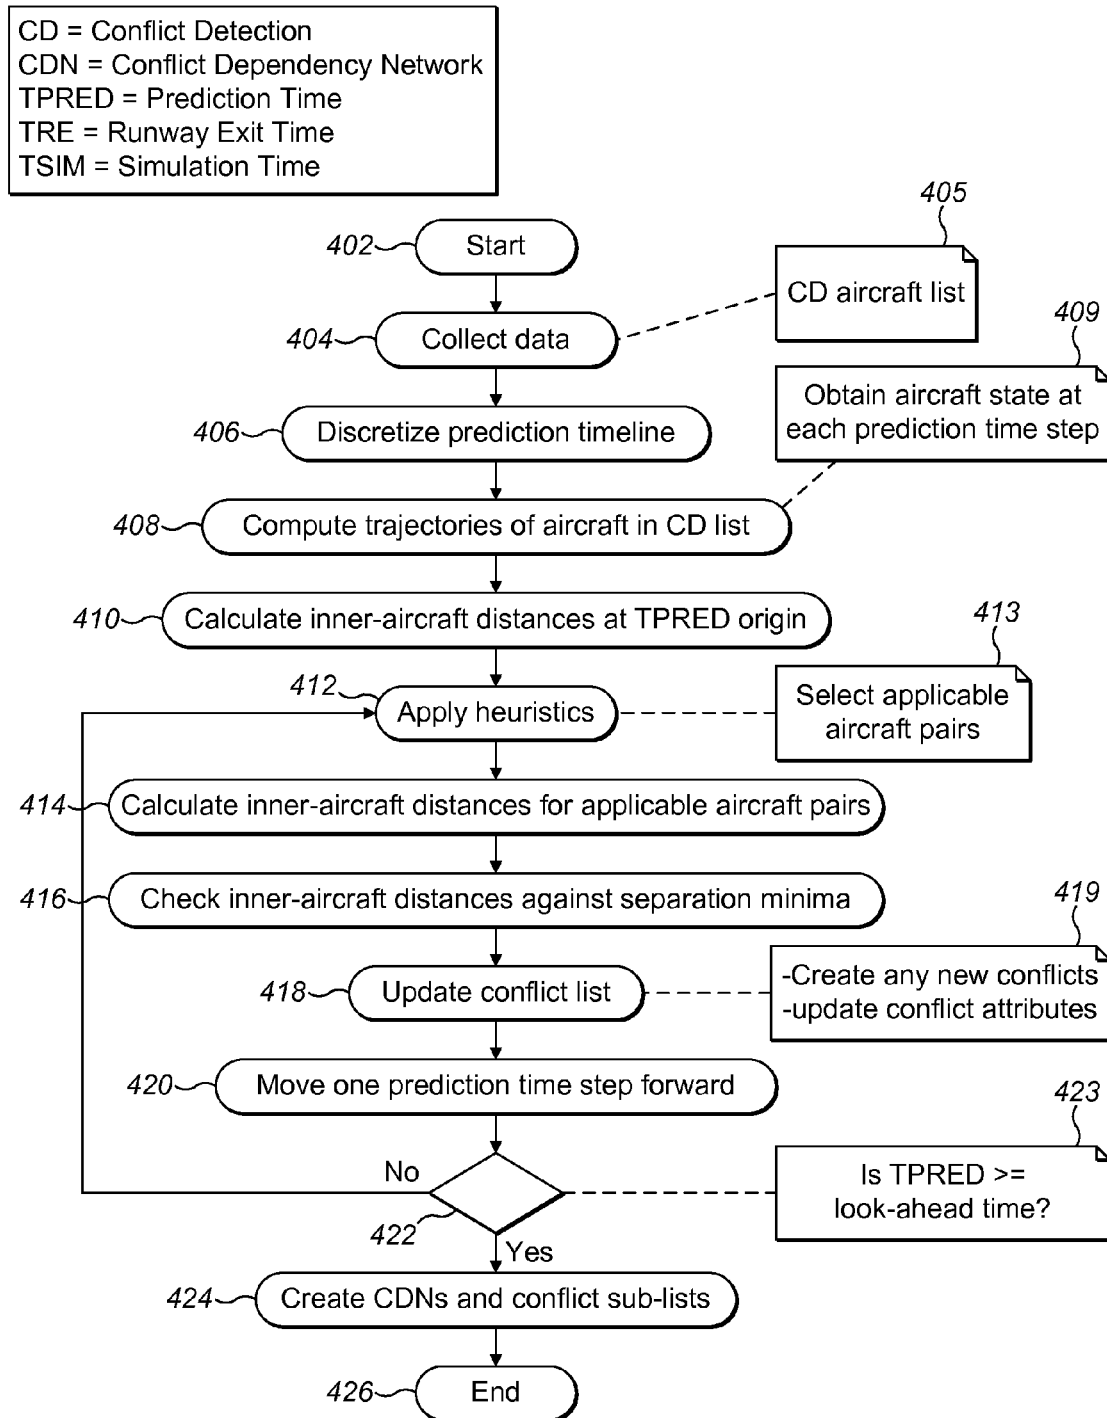 CD = Conflict Detection
CDN = Conflict Dependency Network
TPRED = Prediction Time
TRE = Runway Exit Time
TSIM = Simulation Time
405
402
Start
CD aircraft list
404
Collect data
409
Obtain aircraft state at
each prediction time step
406
Discretize prediction timeline
408
Compute trajectories of aircraft in CD list
410
Calculate inner-aircraft distances at TPRED origin
413
412
Apply heuristics
Select applicable
aircraft pairs
414
Calculate inner-aircraft distances for applicable aircraft pairs
416
Check inner-aircraft distances against separation minima
419
418
Update conflict list
-Create any new conflicts
-update conflict attributes
420
Move one prediction time step forward
423
No
Is TPRED >=
look-ahead time?
422
Yes
424
Create CDNs and conflict sub-lists
426
End